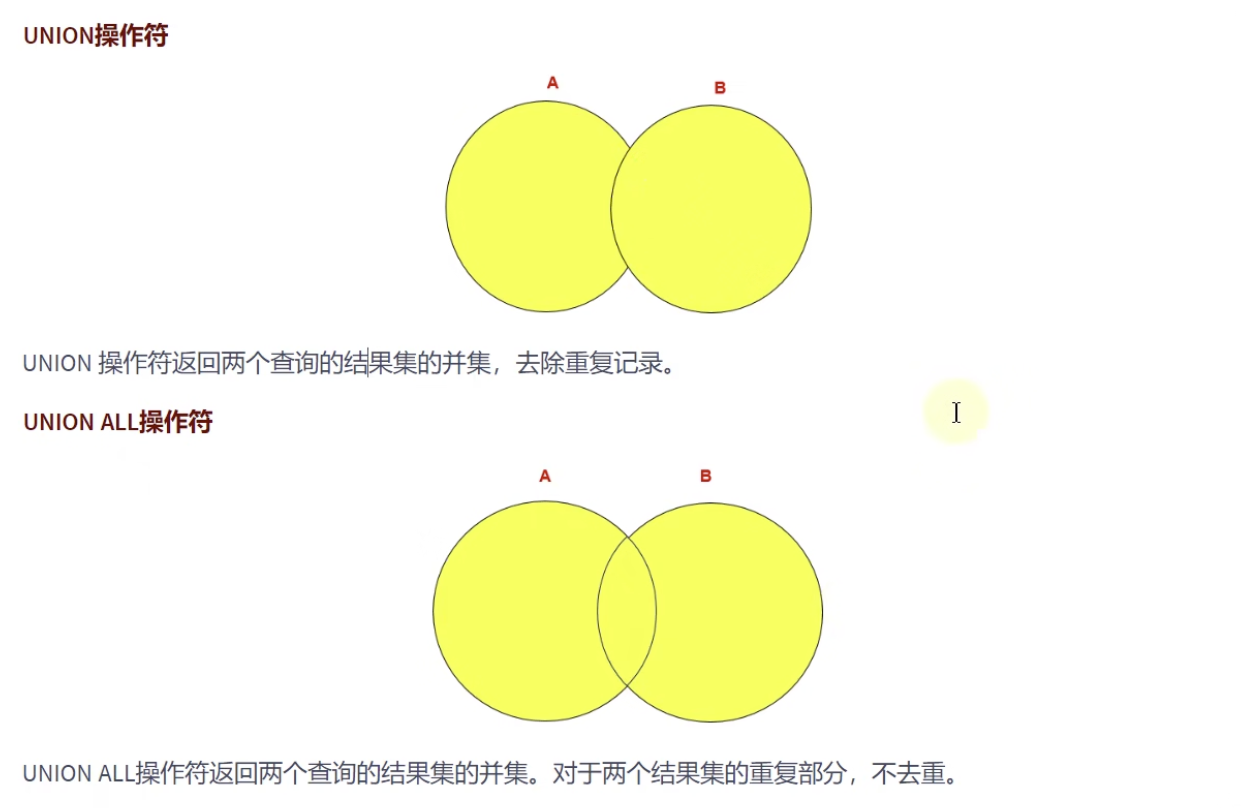 UNION操作符
A
B
UNION 操作符返回两个查询的结果集的并集，去除重复记录。
UNION ALL操作符
A
B
UNION ALL操作符返回两个查询的结果集的并集。对于两个结果集的重复部分，不去重。